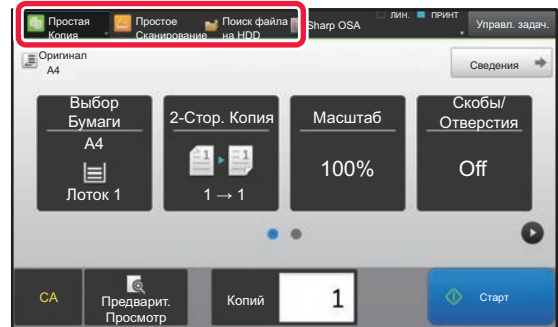 Простая
Копия
Простое
Сканирование
Поиск файла
на HDD
Sharp OSA
ЛИН.
ПРИНТ
Управл. задач.
Оригинал
A4
Сведения
Выбор
Бумаги
A4
Лоток 1
2-Стор. Копия
1 → 1
Масштаб
100%
Скобы/
Отверстия
Off
CA
Предварит.
Просмотр
Копий
1
Старт